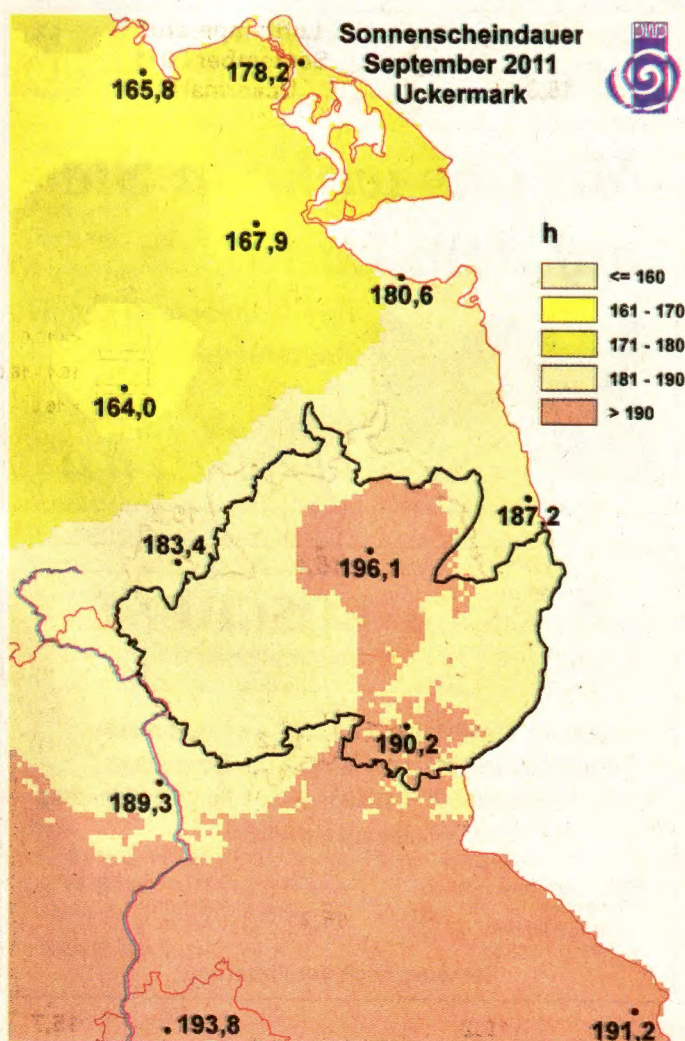 Sonnenscheindauer
September 2011
Uckermark
DWD
178,2
165,8
167,9
180,6
h
<= 160
161 - 170
171 - 180
181 - 190
> 190
164,0
187,2
183,4
196,1
190,2
189,3
193,8
191,2